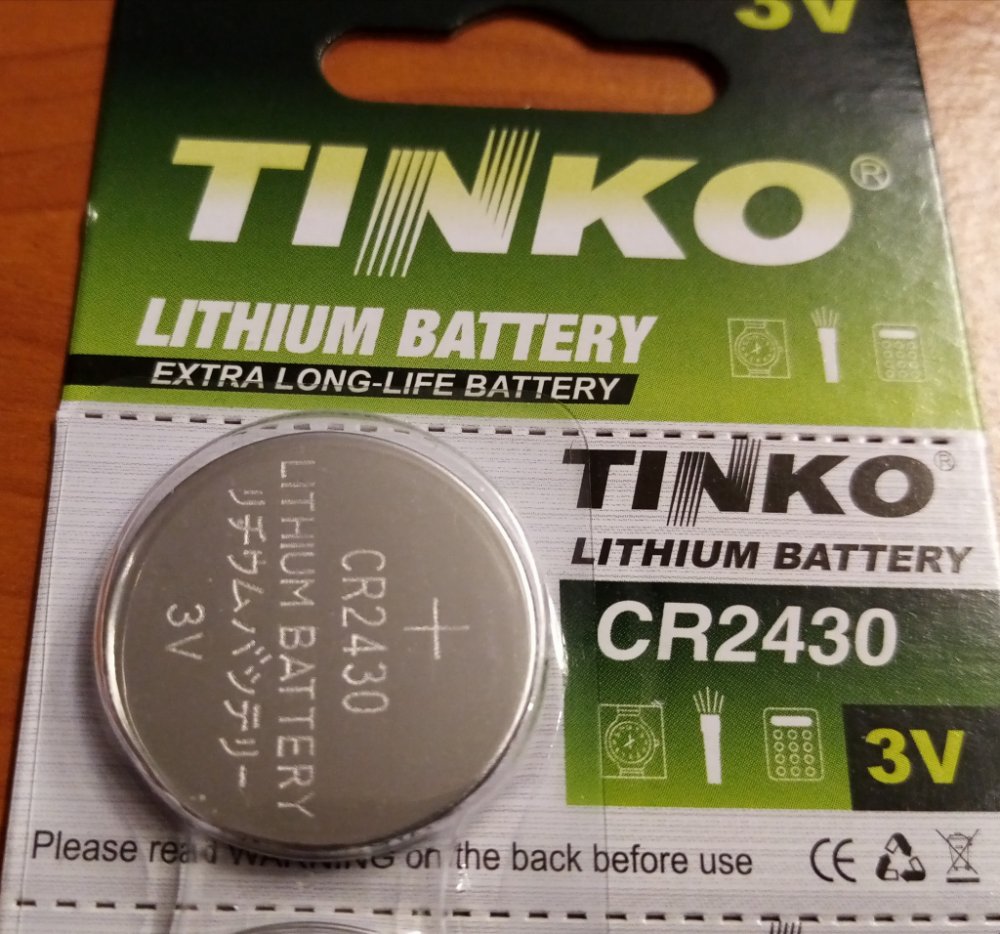 3V
TINKO®
LITHIUM BATTERY
EXTRA LONG-LIFE BATTERY
TINKO®
LITHIUM BATTERY
CR2430
3V
+
CR2430
LITHIUM BATTERY
リチウムバッテリー
3V
Please read WARNING on the back before use
CE